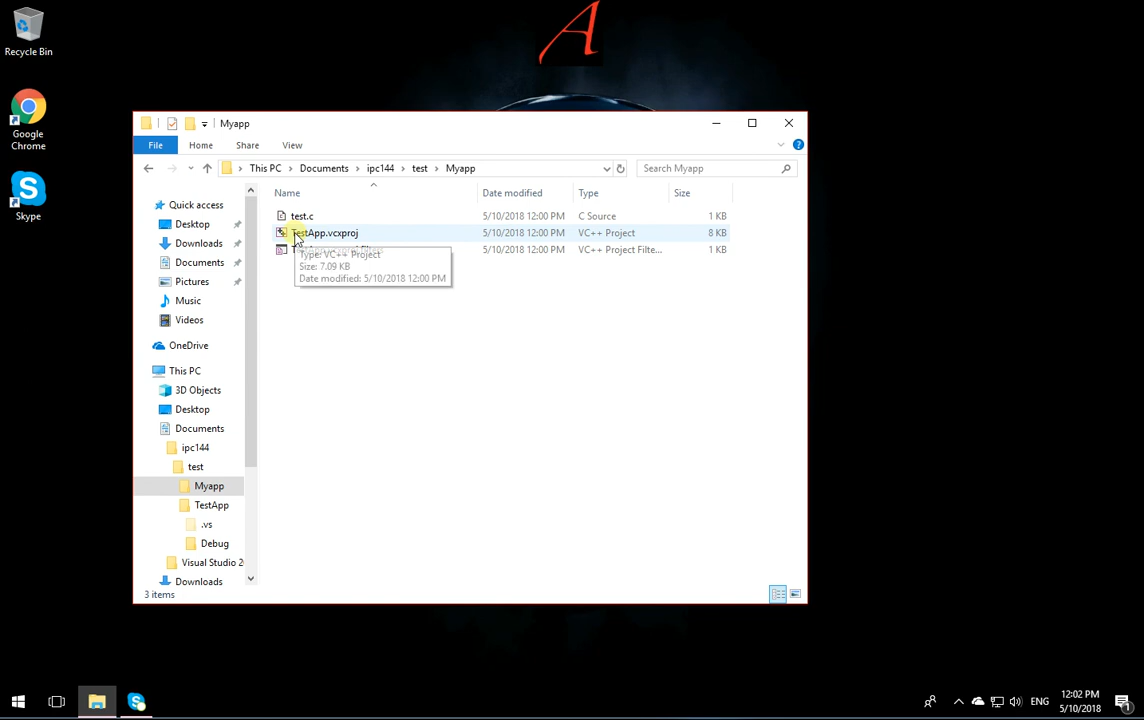 Recycle Bin
Google
Chrome
Skype
A
Myapp
File Home Share View
This PC Documents ipc144 test Myapp
Search Myapp
Name Date modified Type Size
test.c 5/10/2018 12:00 PM C Source 1 KB
TestApp.vcxproj 5/10/2018 12:00 PM VC++ Project 8 KB
5/10/2018 12:00 PM VC++ Project Filte... 1 KB
Type: VC++ Project
Size: 7.09 KB
Date modified: 5/10/2018 12:00 PM
Quick access
Desktop
Downloads
Documents
Pictures
Music
Videos
OneDrive
This PC
3D Objects
Desktop
Documents
ipc144
test
Myapp
TestApp
.vs
Debug
Visual Studio 2
Downloads
3 items
ENG
12:02 PM
5/10/2018
1